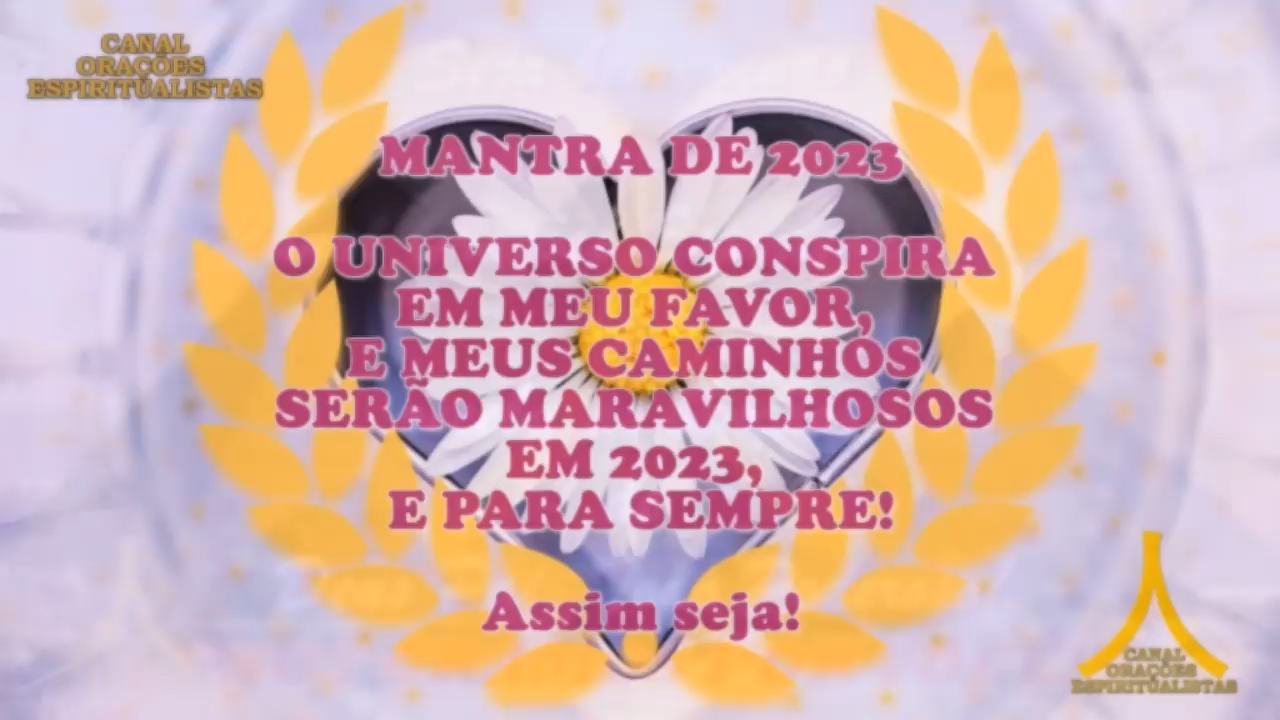 CANAL
ORAÇÕES
ESPIRITUALISTAS
MANTRA DE 2023
O UNIVERSO CONSPIRA
EM MEU FAVOR,
E MEUS CAMINHOS
SERÃO MARAVILHOSOS
EM 2023,
E PARA SEMPRE!
Assim seja!
CANAL
ORAÇÕES
ESPIRITUALISTAS